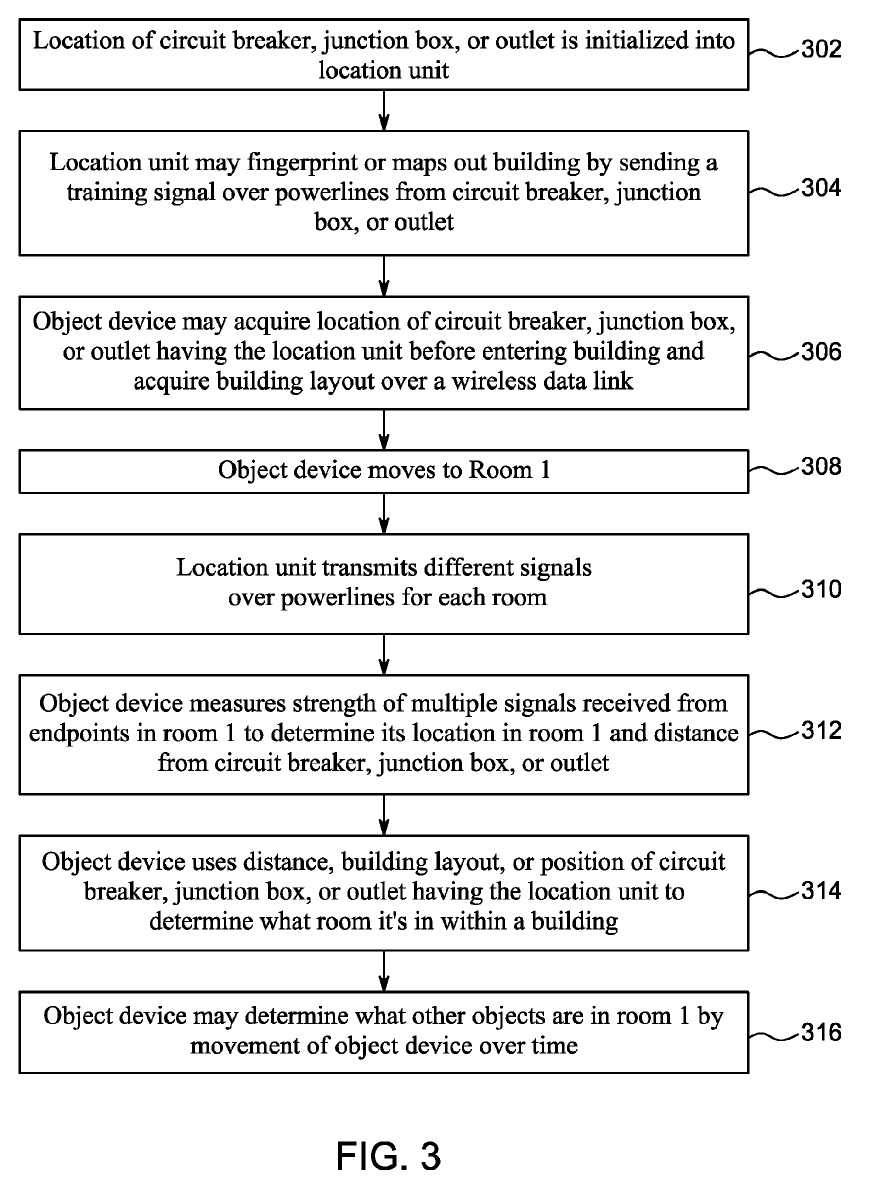 Location of circuit breaker, junction box, or outlet is initialized into
location unit
302
Location unit may fingerprint or maps out building by sending a
training signal over powerlines from circuit breaker, junction
box, or outlet
304
Object device may acquire location of circuit breaker, junction box,
or outlet having the location unit before entering building and
acquire building layout over a wireless data link
306
Object device moves to Room 1
308
Location unit transmits different signals
over powerlines for each room
310
Object device measures strength of multiple signals received from
endpoints in room 1 to determine its location in room 1 and distance
from circuit breaker, junction box, or outlet
312
Object device uses distance, building layout, or position of circuit
breaker, junction box, or outlet having the location unit to
determine what room it's in within a building
314
Object device may determine what other objects are in room 1 by
movement of object device over time
316
FIG. 3